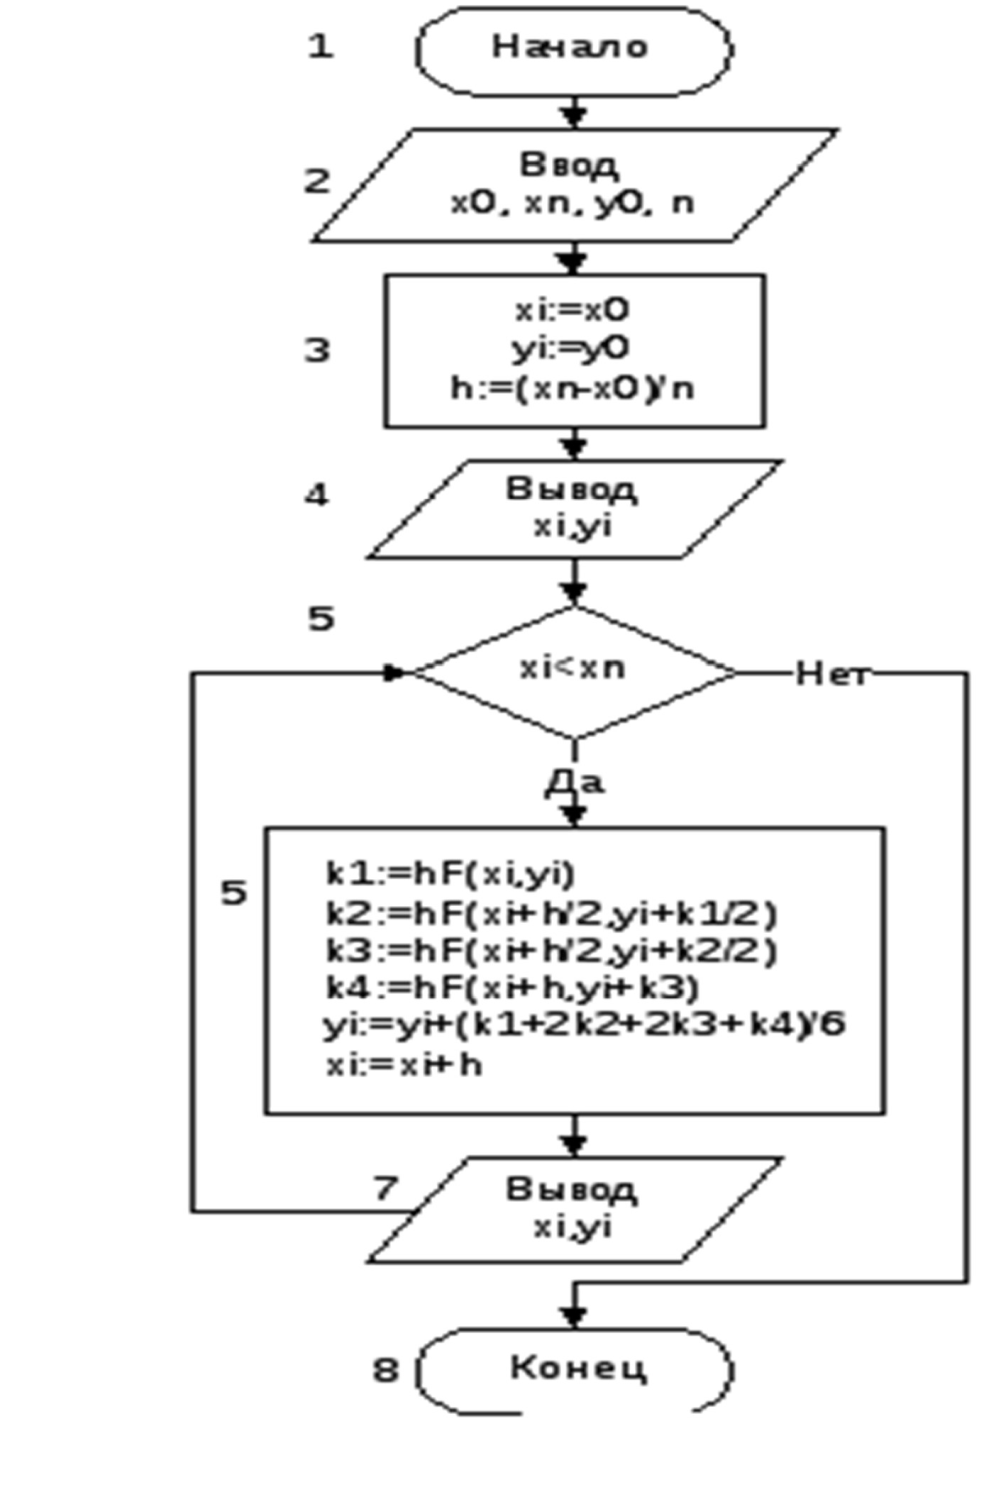 1
Начало
2
Ввод
x0, xn, y0, n
3
xi:=x0
yi:=y0
h:=(xn-x0)/n
4
Вывод
xi,yi
5
xi<xn
Нет
Да
5
k1:=hF(xi,yi)
k2:=hF(xi+h/2,yi+k1/2)
k3:=hF(xi+h/2,yi+k2/2)
k4:=hF(xi+h,yi+k3)
yi:=yi+(k1+2k2+2k3+k4)/6
xi:=xi+h
7
Вывод
xi,yi
8
Конец